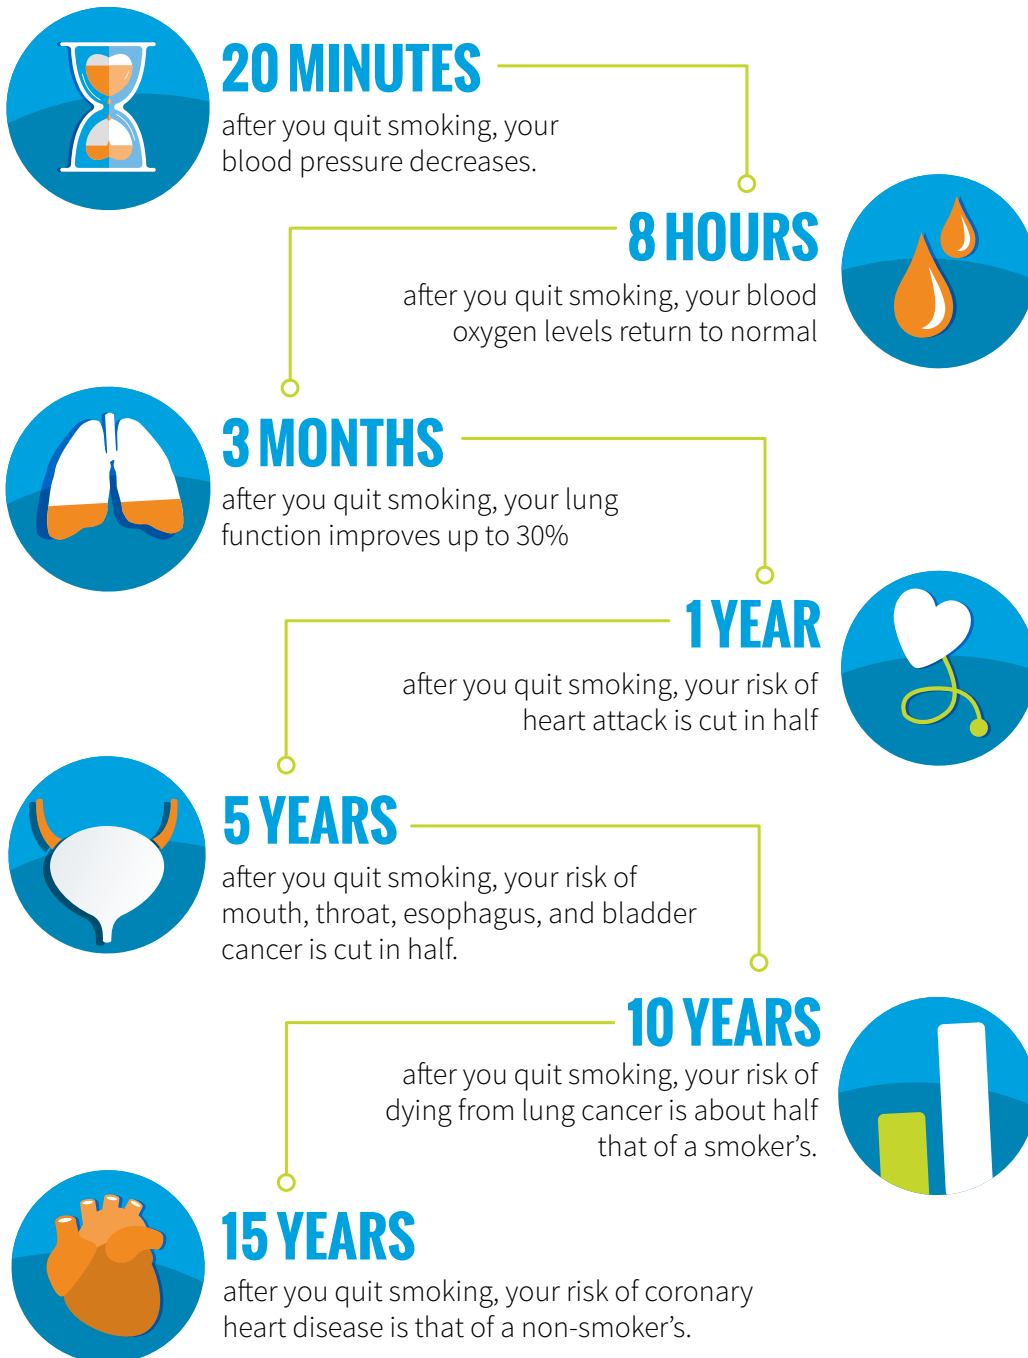 20 MINUTES
after you quit smoking, your
blood pressure decreases.
8 HOURS
after you quit smoking, your blood
oxygen levels return to normal
3 MONTHS
after you quit smoking, your lung
function improves up to 30%
1 YEAR
after you quit smoking, your risk of
heart attack is cut in half
5 YEARS
after you quit smoking, your risk of
mouth, throat, esophagus, and bladder
cancer is cut in half.
10 YEARS
after you quit smoking, your risk of
dying from lung cancer is about half
that of a smoker’s.
15 YEARS
after you quit smoking, your risk of coronary
heart disease is that of a non-smoker’s.